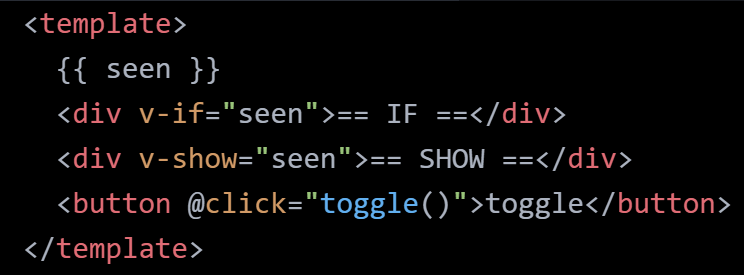 <template>
{{ seen }}
<div v-if="seen">== IF ==</div>
<div v-show="seen">== SHOW ==</div>
<button @click="toggle()">toggle</button>
</template>